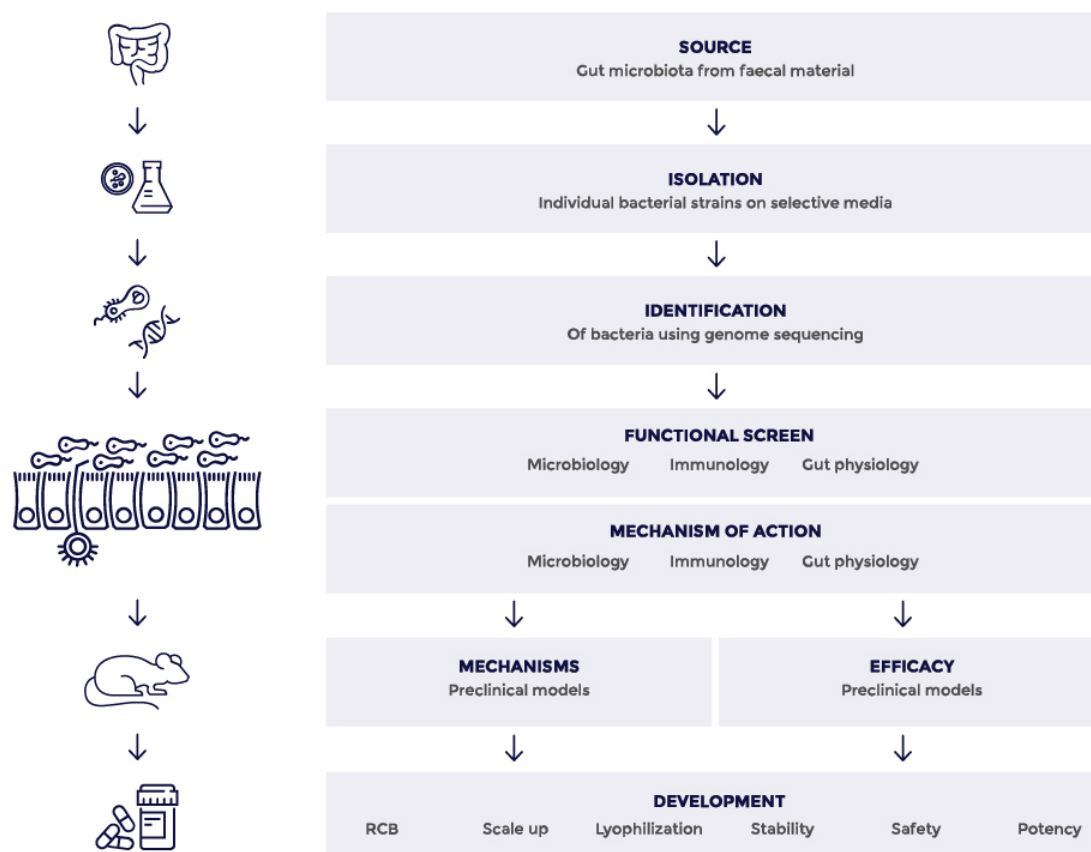 SOURCE
Gut microbiota from faecal material
ISOLATION
Individual bacterial strains on selective media
IDENTIFICATION
Of bacteria using genome sequencing
FUNCTIONAL SCREEN
Microbiology Immunology Gut physiology
MECHANISM OF ACTION
Microbiology Immunology Gut physiology
MECHANISMS
Preclinical models
EFFICACY
Preclinical models
DEVELOPMENT
RCB Scale up Lyophilization Stability Safety Potency